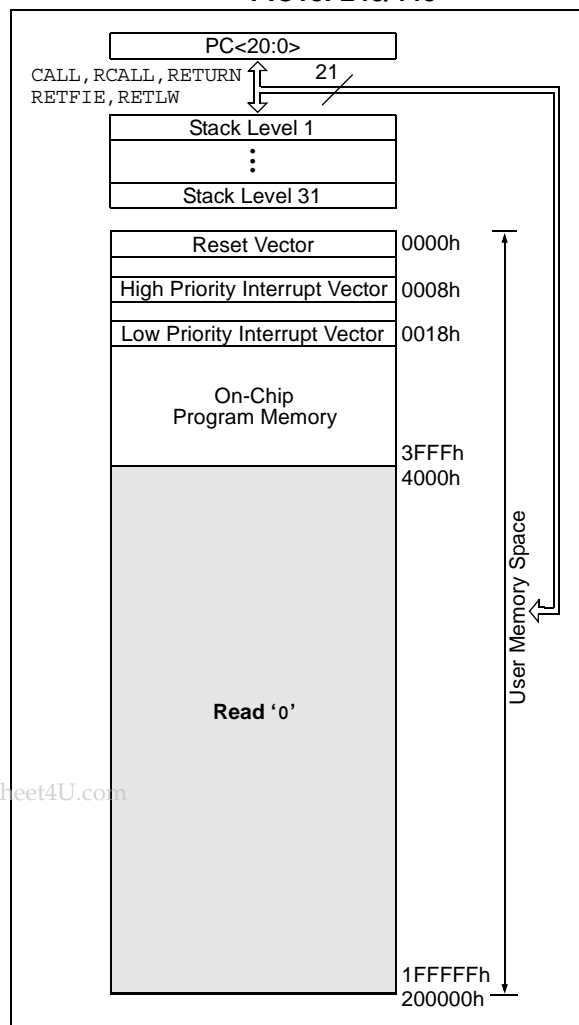 PC<20:0>
CALL,RCALL,RETURN
RETFIE,RETLW
21
Stack Level 1
Stack Level 31
Reset Vector
0000h
High Priority Interrupt Vector
0008h
Low Priority Interrupt Vector
0018h
On-Chip
Program Memory
3FFFh
4000h
User Memory Space
Read ‘0’
heet4U.com
1FFFFFh
200000h